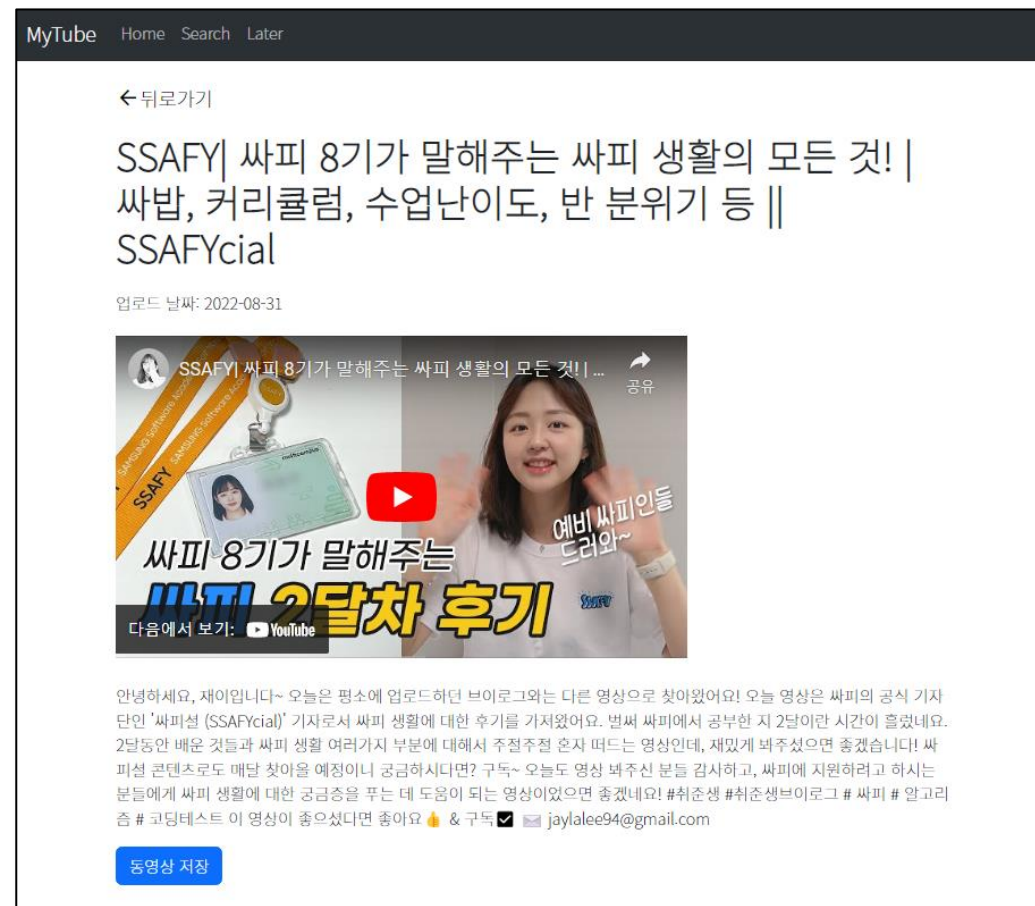 MyTube Home Search Later
←뒤로가기
SSAFY| 싸피 8기가 말해주는 싸피 생활의 모든 것! |
싸밥, 커리큘럼, 수업난이도, 반 분위기 등 ||
SSAFYcial
업로드 날짜: 2022-08-31
SSAFY| 싸피 8기가 말해주는 싸피 생활의 모든 것! | ...
공유
SAMSUNG Software
SAMSUNG Software Aca
SSAFY
예비 싸피인들
드러와~
SSAFY
싸피 8기가 말해주는
싸피 2달차 후기
다음에서 보기: YouTube
안녕하세요, 재이입니다~ 오늘은 평소에 업로드하던 브이로그와는 다른 영상으로 찾아왔어요! 오늘 영상은 싸피의 공식 기자
단인 '싸피셜 (SSAFYcial)' 기자로서 싸피 생활에 대한 후기를 가져왔어요. 벌써 싸피에서 공부한 지 2달이란 시간이 흘렀네요.
2달동안 배운 것들과 싸피 생활 여러가지 부분에 대해서 주절주절 혼자 떠드는 영상인데, 재밌게 봐주셨으면 좋겠습니다! 싸
피셜 콘텐츠로도 매달 찾아올 예정이니 궁금하시다면? 구독~ 오늘도 영상 봐주신 분들 감사하고, 싸피에 지원하려고 하시는
분들에게 싸피 생활에 대한 궁금증을 푸는 데 도움이 되는 영상이었으면 좋겠네요! #취준생 #취준생브이로그 # 싸피 # 알고리
즘 # 코딩테스트 이 영상이 좋으셨다면 좋아요👍 & 구독☑ ✉ jaylalee94@gmail.com
동영상 저장